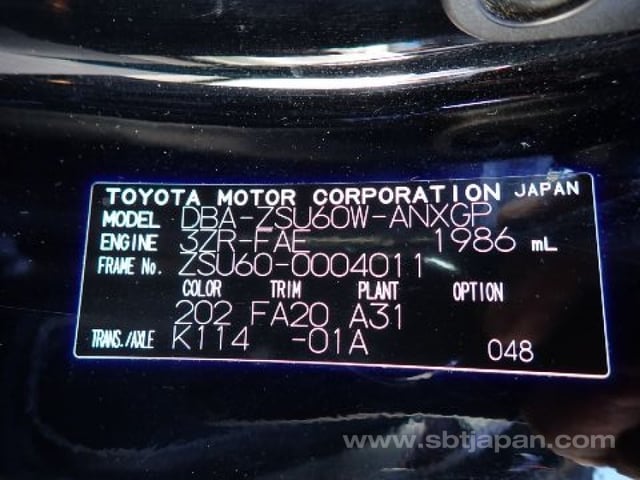 TOYOTA MOTOR CORPORATION JAPAN
MODEL DBA-ZSU60W-ANXGP
ENGINE 3ZR-FAE 1986 mL
FRAME No. ZSU60-0004011
COLOR TRIM PLANT OPTION
202 FA20 A31
TRANS./AXLE K114 -01A 048
www.sbtjapan.com